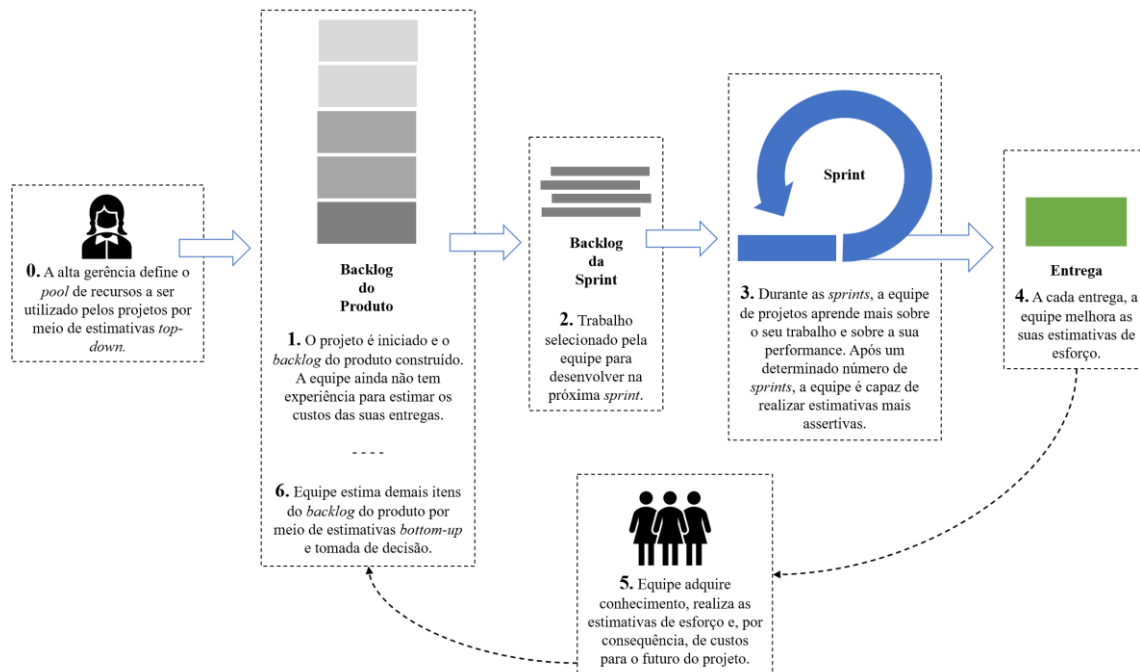 0. A alta gerência define o
pool de recursos a ser
utilizado pelos projetos por
meio de estimativas top-
down.
Backlog
do
Produto
1. O projeto é iniciado e o
backlog do produto construído.
A equipe ainda não tem
experiência para estimar os
custos das suas entregas.
- - - -
6. Equipe estima demais itens
do backlog do produto por
meio de estimativas bottom-up
e tomada de decisão.
Backlog
da
Sprint
2. Trabalho
selecionado pela
equipe para
desenvolver na
próxima sprint.
Sprint
3. Durante as sprints, a equipe
de projetos aprende mais sobre
o seu trabalho e sobre a sua
performance. Após um
determinado número de
sprints, a equipe é capaz de
realizar estimativas mais
assertivas.
Entrega
4. A cada entrega, a
equipe melhora as
suas estimativas de
esforço.
5. Equipe adquire
conhecimento, realiza as
estimativas de esforço e, por
consequência, de custos
para o futuro do projeto.